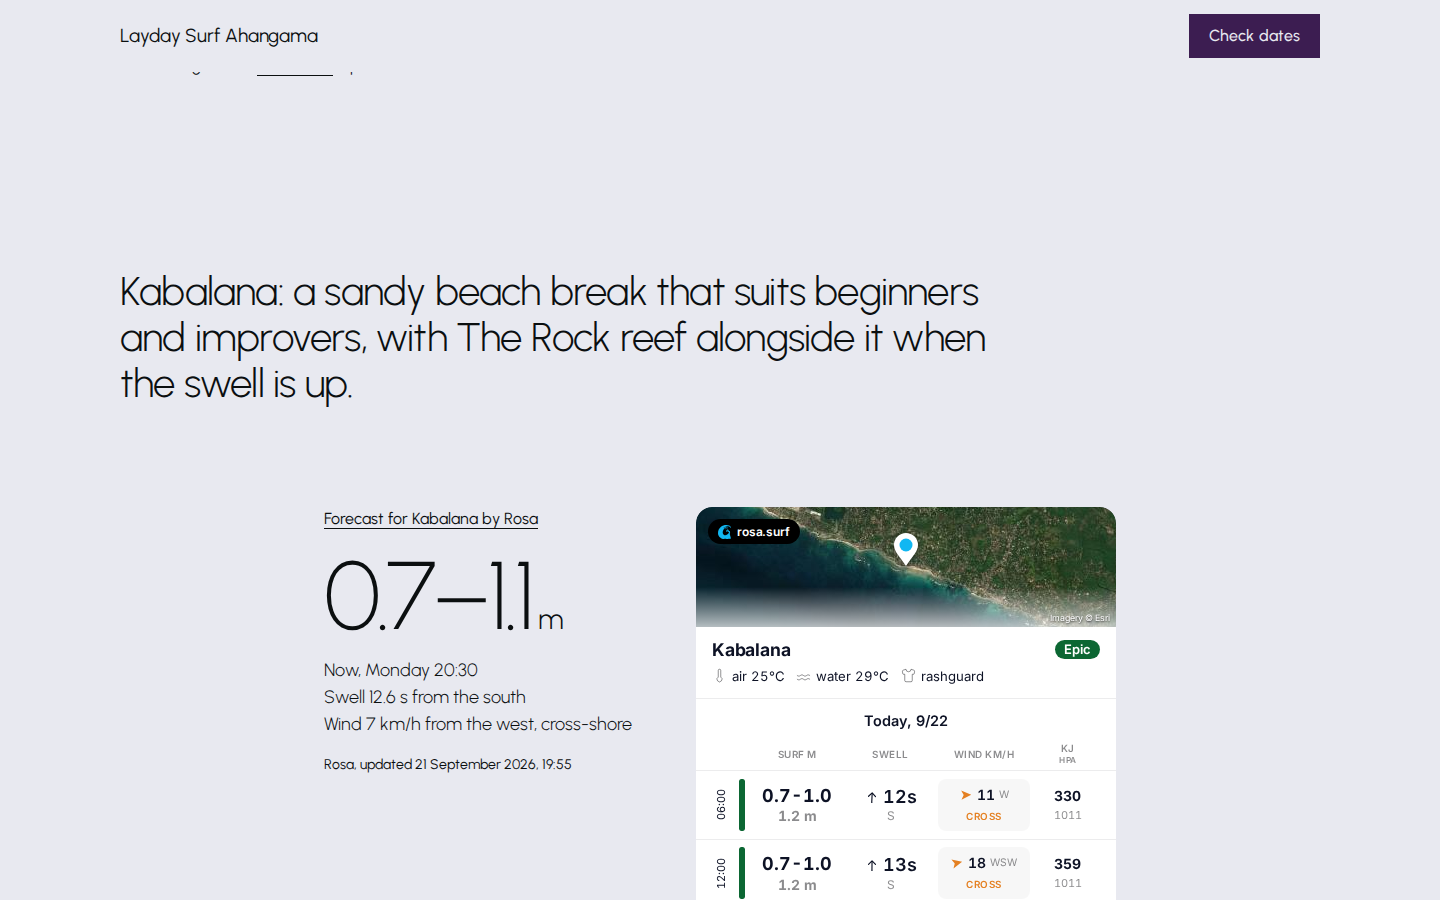 Layday Surf Ahangama
Check dates
Kabalana: a sandy beach break that suits beginners
and improvers, with The Rock reef alongside it when
the swell is up.
Forecast for Kabalana by Rosa
0.7–1.1 m
Now, Monday 20:30
Swell 12.6 s from the south
Wind 7 km/h from the west, cross-shore
Rosa, updated 21 September 2026, 19:55
rosa.surf
Imagery © Esri
Kabalana
Epic
air 25°C water 29°C rashguard
Today, 9/22
SURF M SWELL WIND KM/H KJ
HPA
06:00 0.7-1.0 ↑ 12s 11 W 330
1.2 m S CROSS 1011
12:00 0.7-1.0 ↑ 13s 18 WSW 359
1.2 m S CROSS 1011